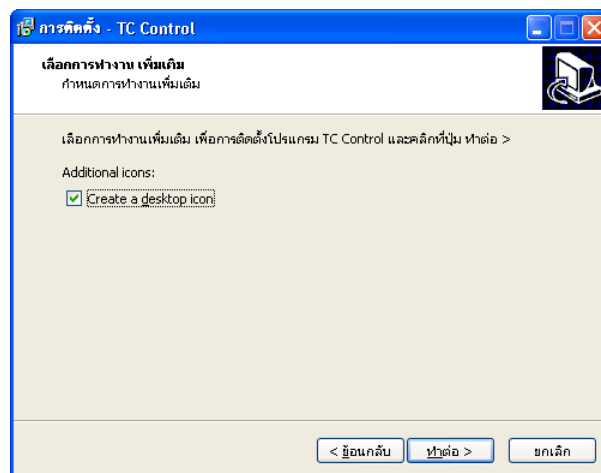 การติดตั้ง - TC Control
เลือกการทำงาน เพิ่มเติม
กำหนดการทำงานเพิ่มเติม
เลือกการทำงานเพิ่มเติม เพื่อการติดตั้งโปรแกรม TC Control และคลิกที่ปุ่ม ทำต่อ >
Additional icons:
Create a desktop icon
< ย้อนกลับ
ทำต่อ >
ยกเลิก